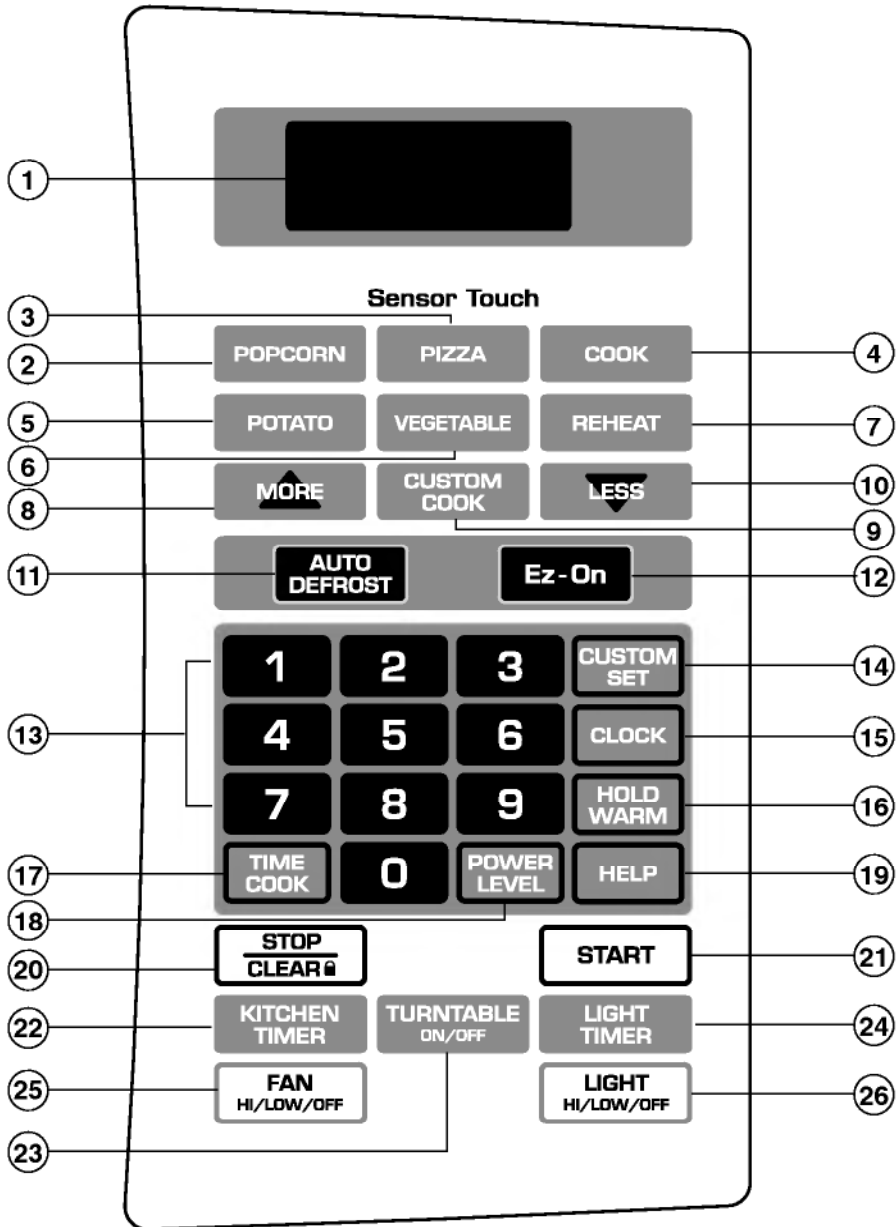 1
Sensor Touch
3
2
POPCORN
PIZZA
COOK
4
5
POTATO
VEGETABLE
REHEAT
7
6
8
MORE
CUSTOM
COOK
LESS
10
9
11
AUTO
DEFROST
Ez-On
12
1
2
3
CUSTOM
SET
14
13
4
5
6
CLOCK
15
7
8
9
HOLD
WARM
16
17
TIME
COOK
0
POWER
LEVEL
HELP
19
18
20
STOP
CLEAR
START
21
22
KITCHEN
TIMER
TURNTABLE
ON/OFF
LIGHT
TIMER
24
25
FAN
HI/LOW/OFF
LIGHT
HI/LOW/OFF
26
23